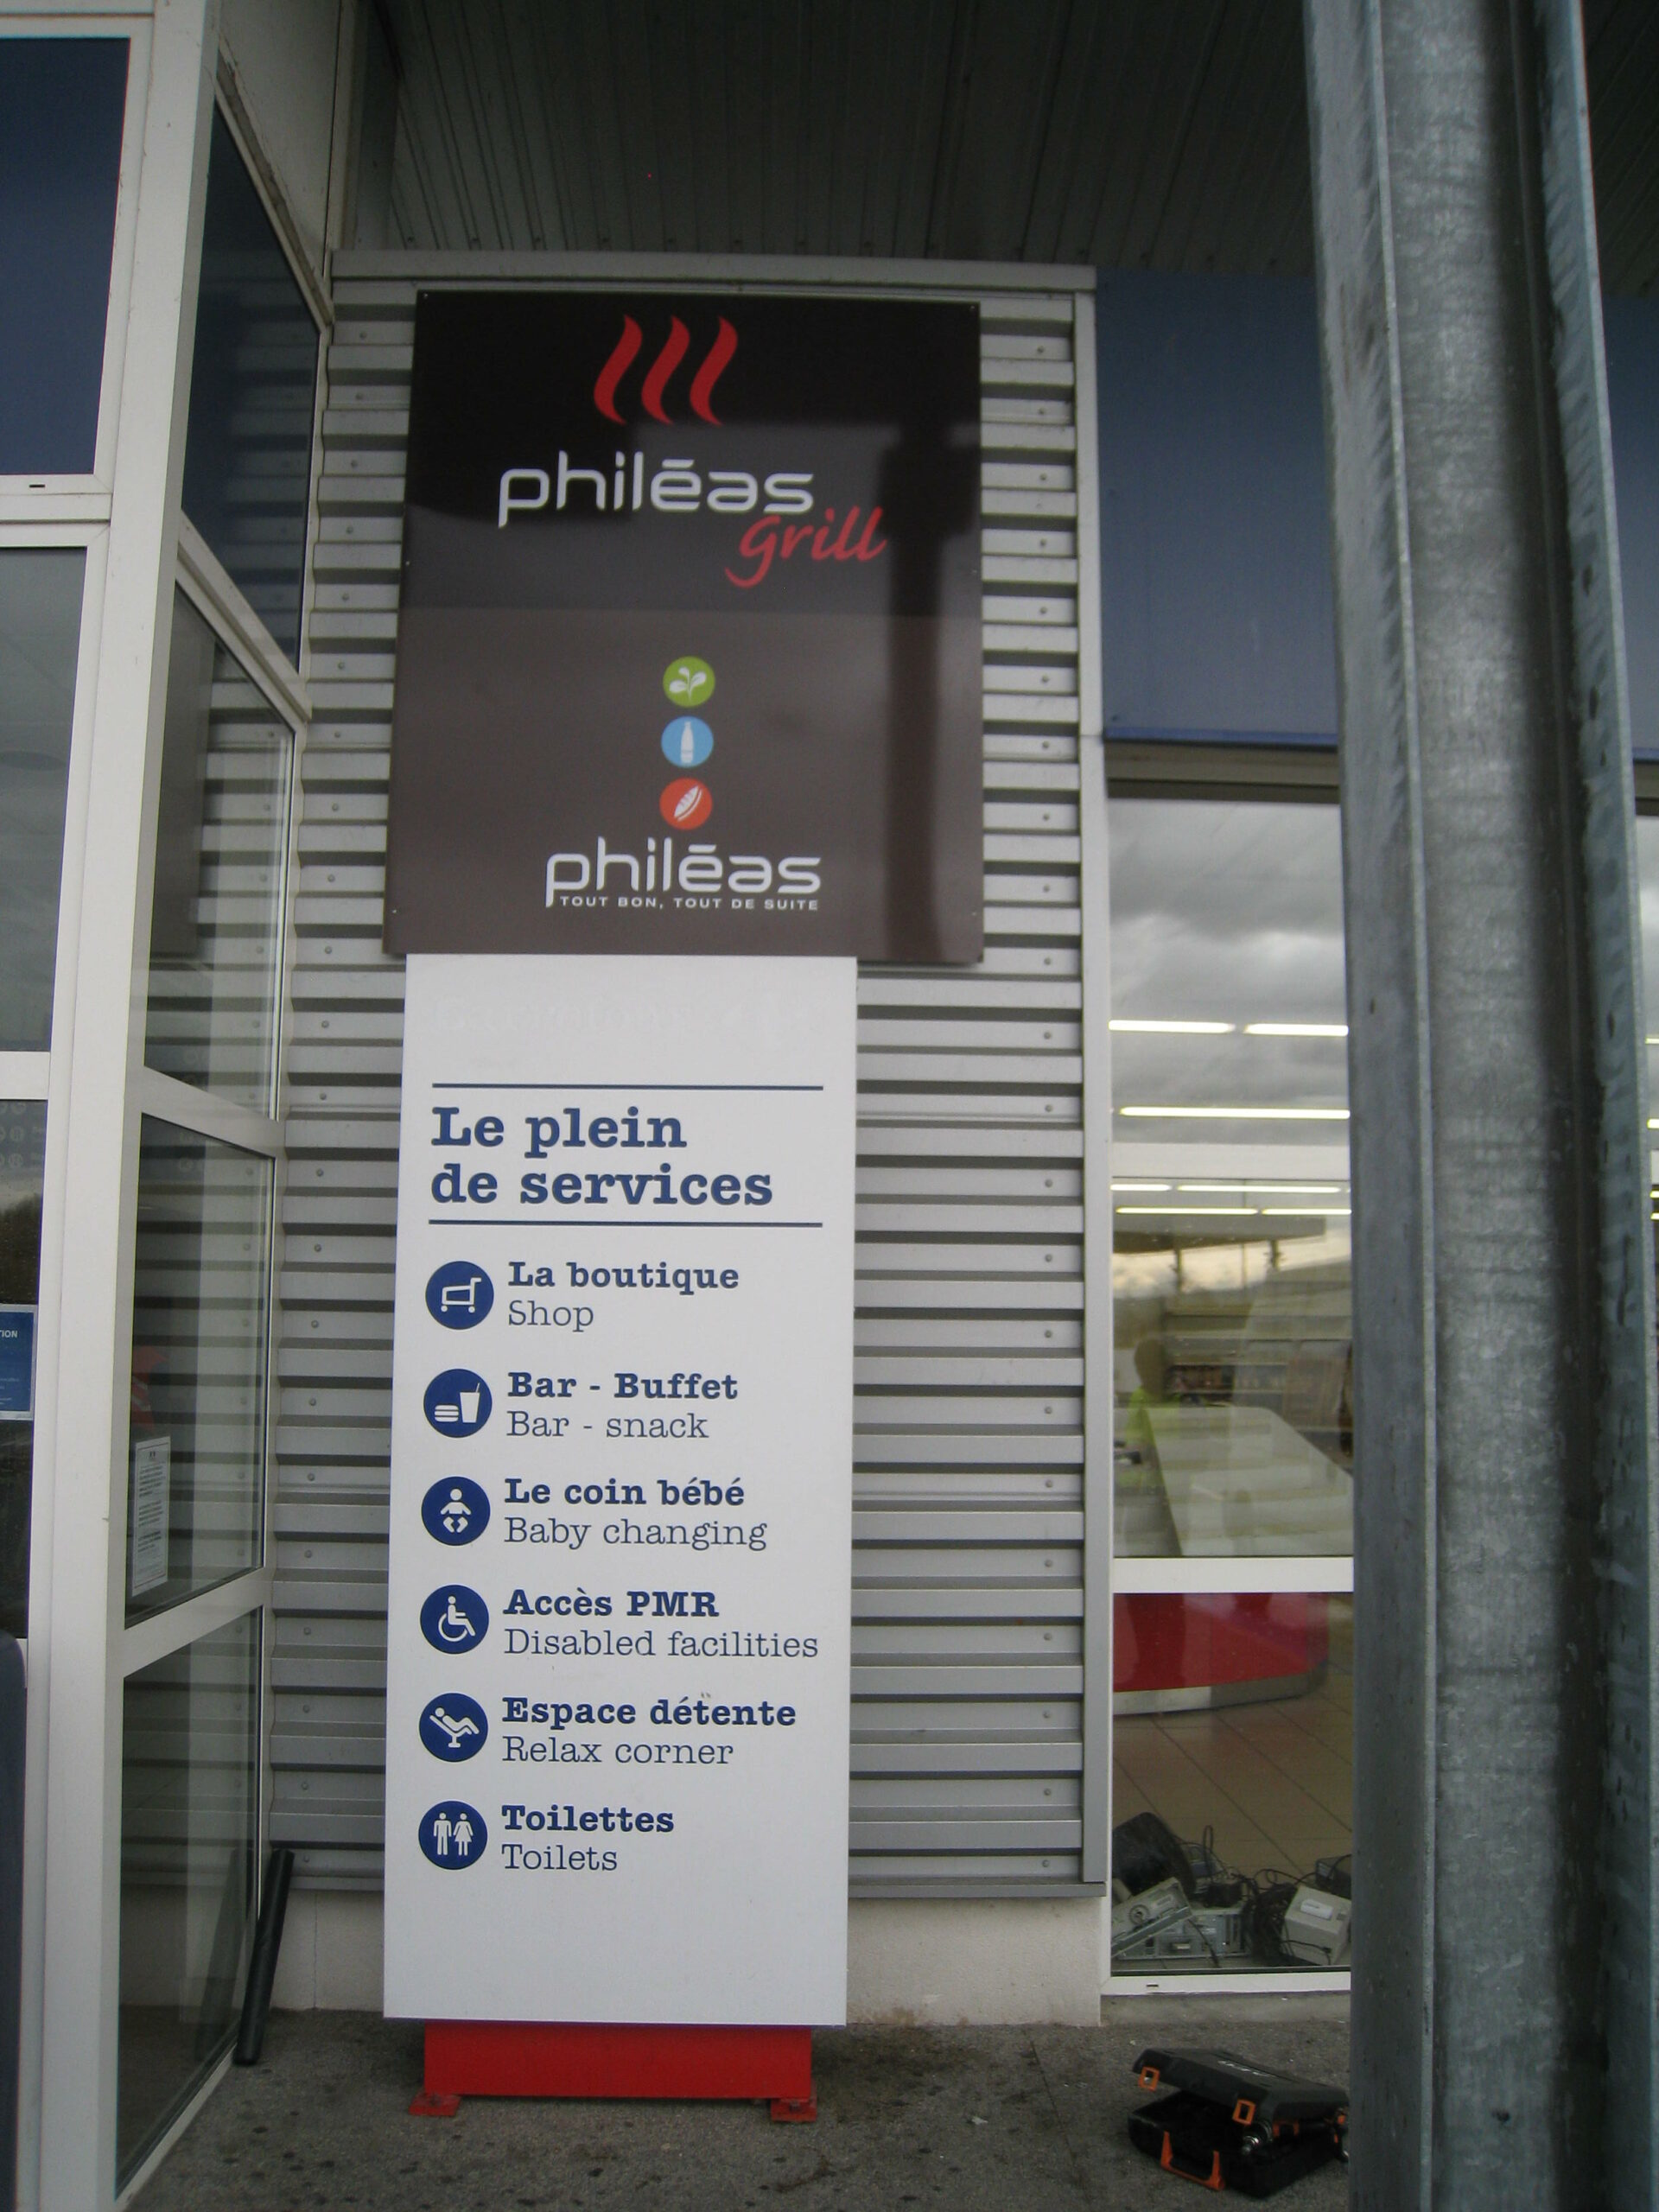 philéas
grill
philéas
TOUT BON, TOUT DE SUITE
Le plein
de services
La boutique
Shop
Bar - Buffet
Bar - snack
Le coin bébé
Baby changing
Accès PMR
Disabled facilities
Espace détente
Relax corner
Toilettes
Toilets